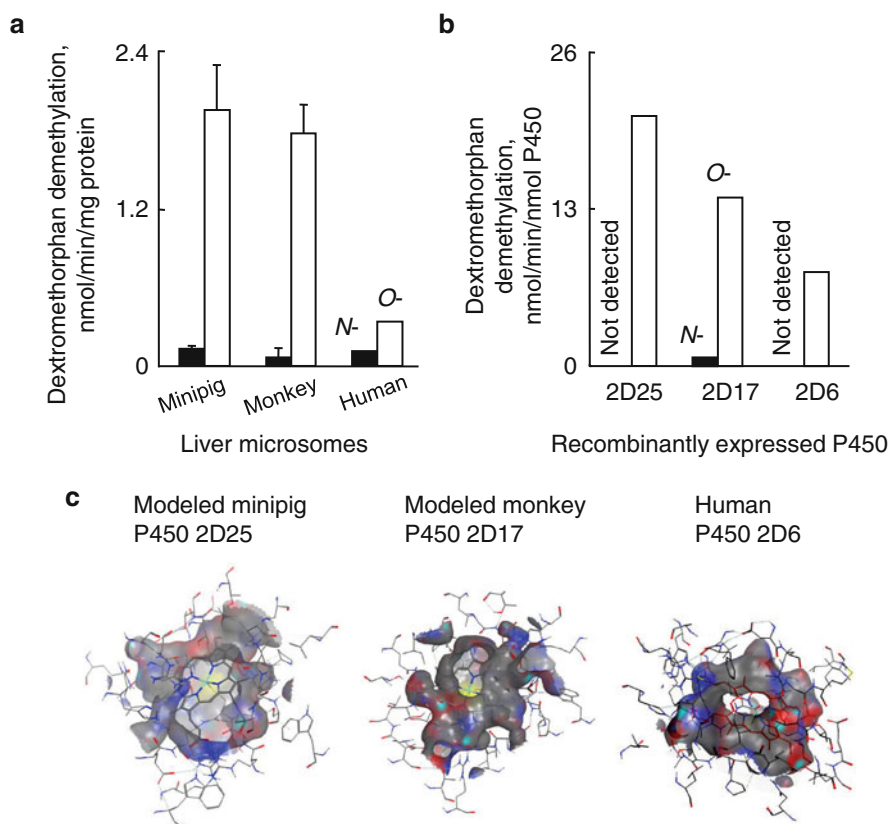 a
Dextromethorphan demethylation,
nmol/min/mg protein
2.4
1.2
0
N-
O-
Minipig
Monkey
Human
Liver microsomes
b
Dextromethorphan
demethylation,
nmol/min/nmol P450
26
13
0
Not detected
N-
O-
Not detected
2D25
2D17
2D6
Recombinantly expressed P450
c
Modeled minipig
P450 2D25
Modeled monkey
P450 2D17
Human
P450 2D6